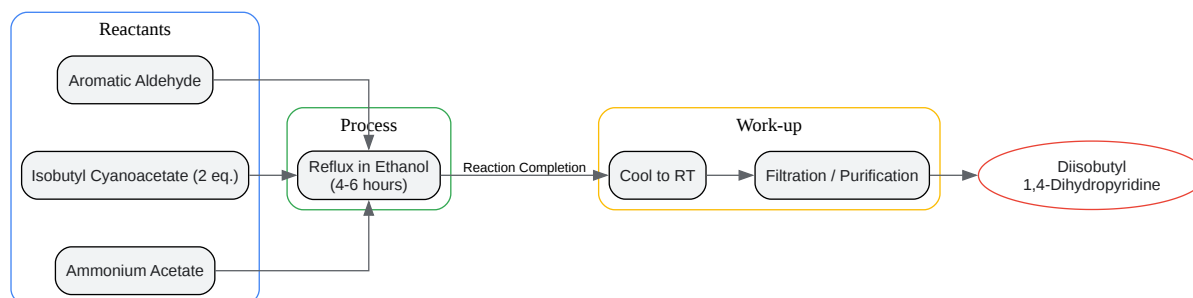 Reactants
Aromatic Aldehyde
Isobutyl Cyanoacetate (2 eq.)
Ammonium Acetate
Process
Reflux in Ethanol
(4-6 hours)
Reaction Completion
Work-up
Cool to RT
Filtration / Purification
Diisobutyl
1,4-Dihydropyridine